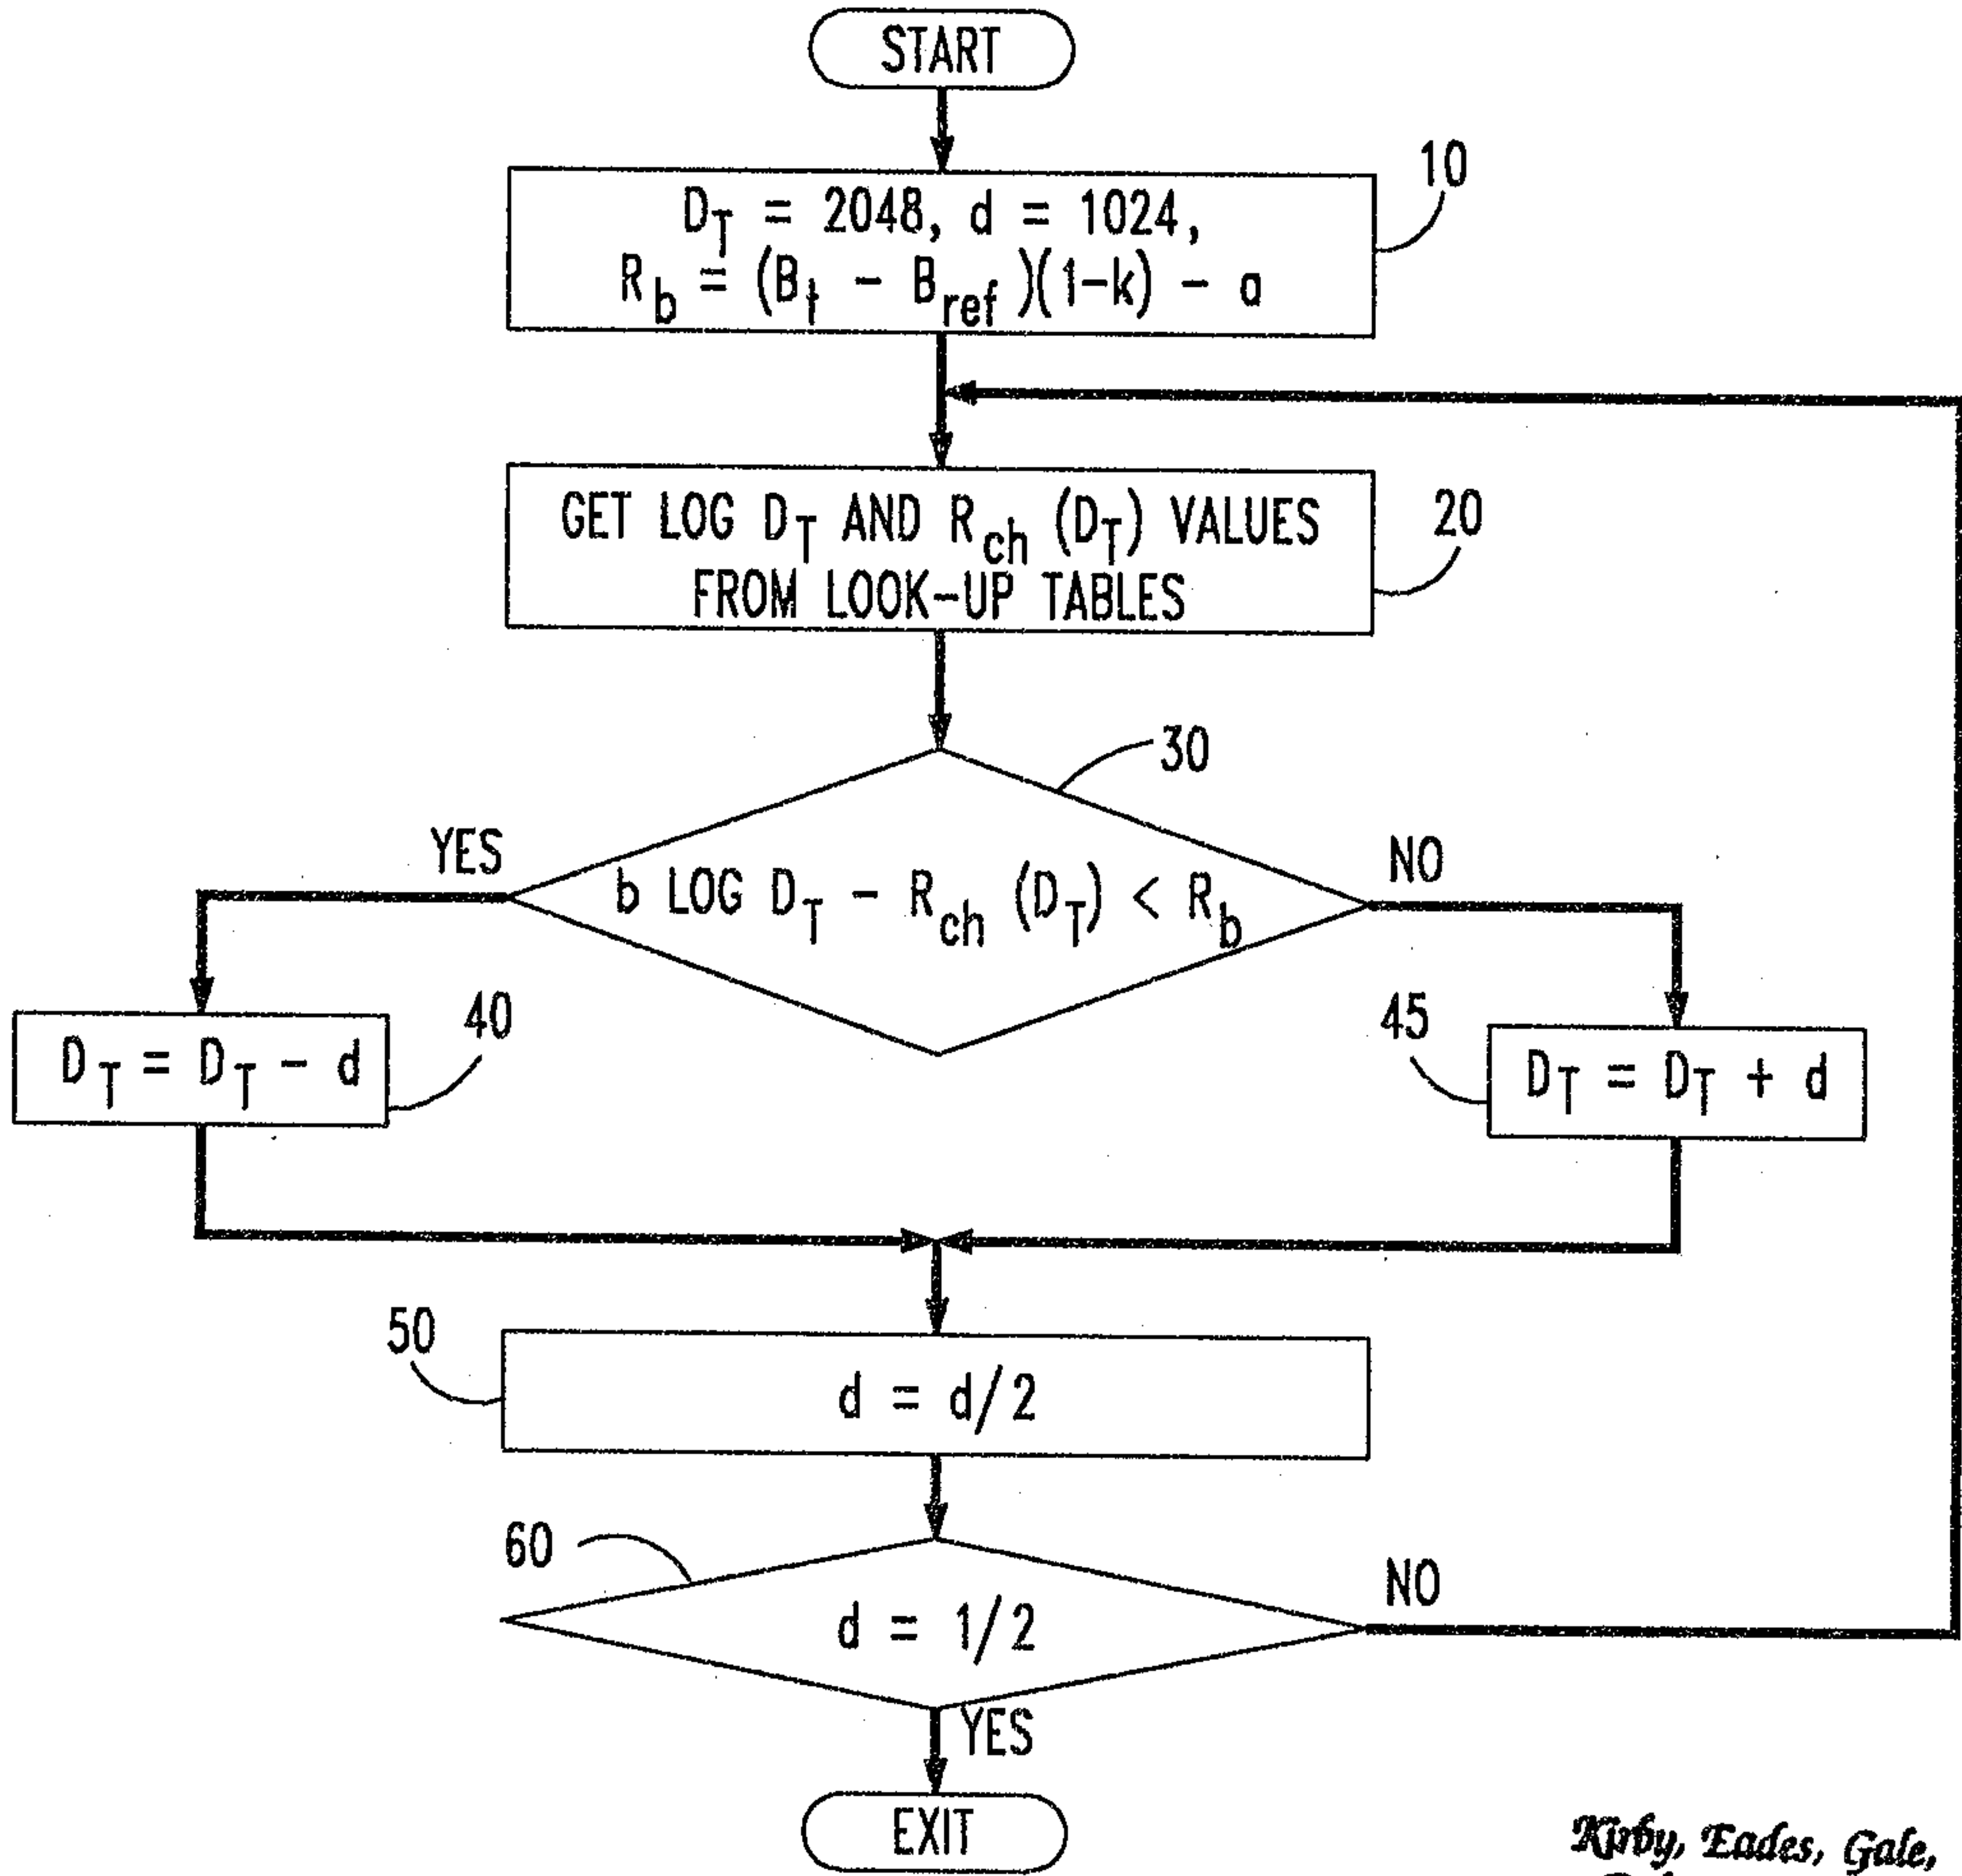 START
10
D_T = 2048, d = 1024,
R_b = (B_t - B_ref)(1-k) - a
GET LOG D_T AND R_ch (D_T) VALUES
FROM LOOK-UP TABLES
20
30
YES
NO
b LOG D_T - R_ch (D_T) < R_b
40
45
D_T = D_T - d
D_T = D_T + d
50
d = d/2
60
d = 1/2
NO
YES
EXIT
Kirby, Eades, Gale,